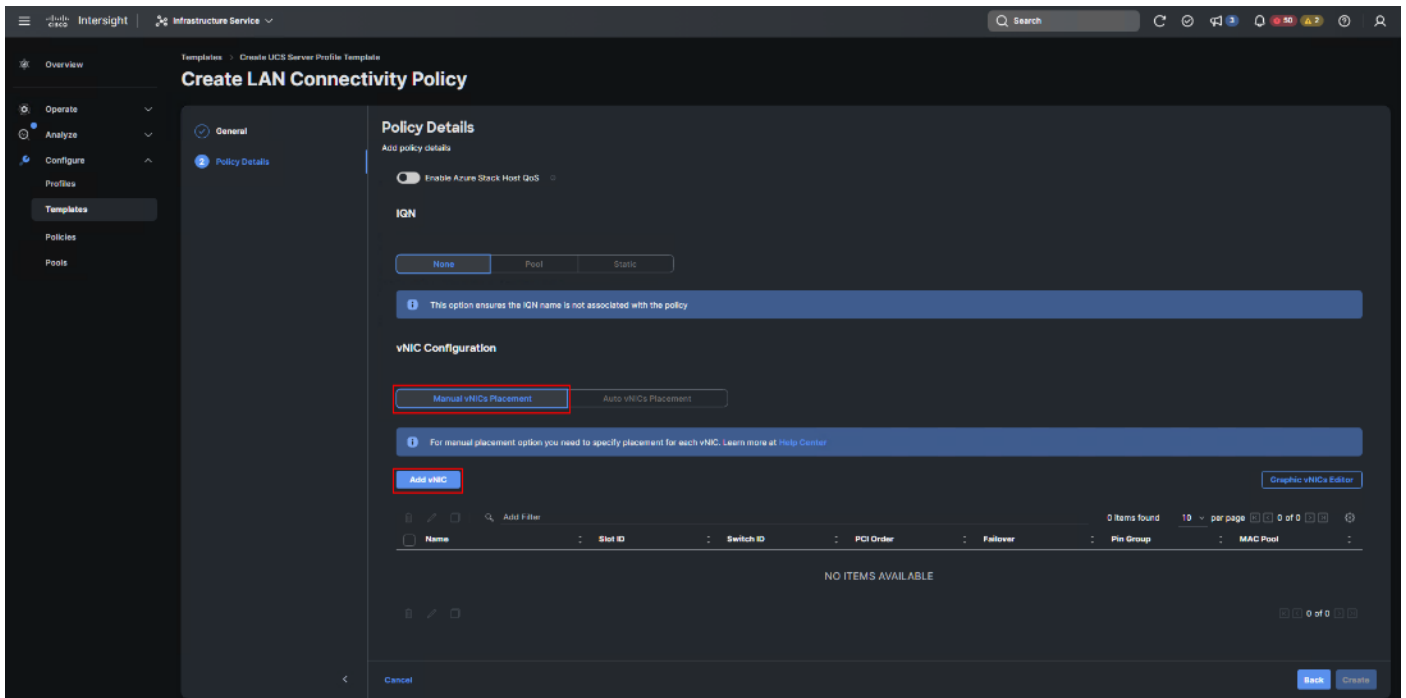 cisco Intersight Infrastructure Service Search 3 50 2
Templates > Create UCS Server Profile Template
Create LAN Connectivity Policy
Overview
Operate
Analyze
Configure
Profiles
Templates
Policies
Pools
General
2 Policy Details
Policy Details
Add policy details
Enable Azure Stack Host QoS
IQN
None Pool Static
This option ensures the IQN name is not associated with the policy
vNIC Configuration
Manual vNICs Placement Auto vNICs Placement
For manual placement option you need to specify placement for each vNIC. Learn more at Help Center
Add vNIC Graphic vNICs Editor
Add Filter 0 items found 10 per page 0 of 0
Name Slot ID Switch ID PCI Order Failover Pin Group MAC Pool
NO ITEMS AVAILABLE
0 of 0
Cancel Back Create